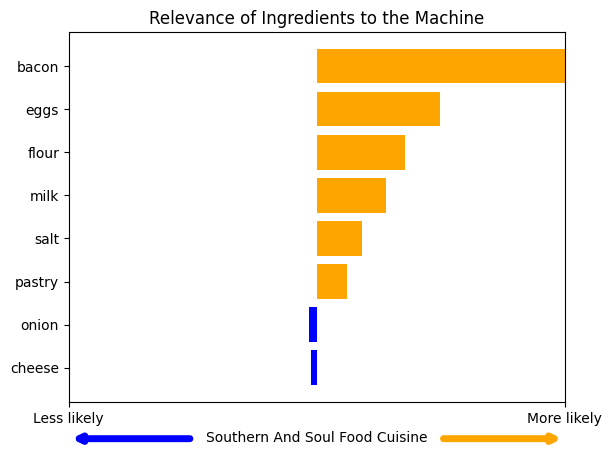 Relevance of Ingredients to the Machine
bacon
eggs
flour
milk
salt
pastry
onion
cheese
Less likely
More likely
Southern And Soul Food Cuisine